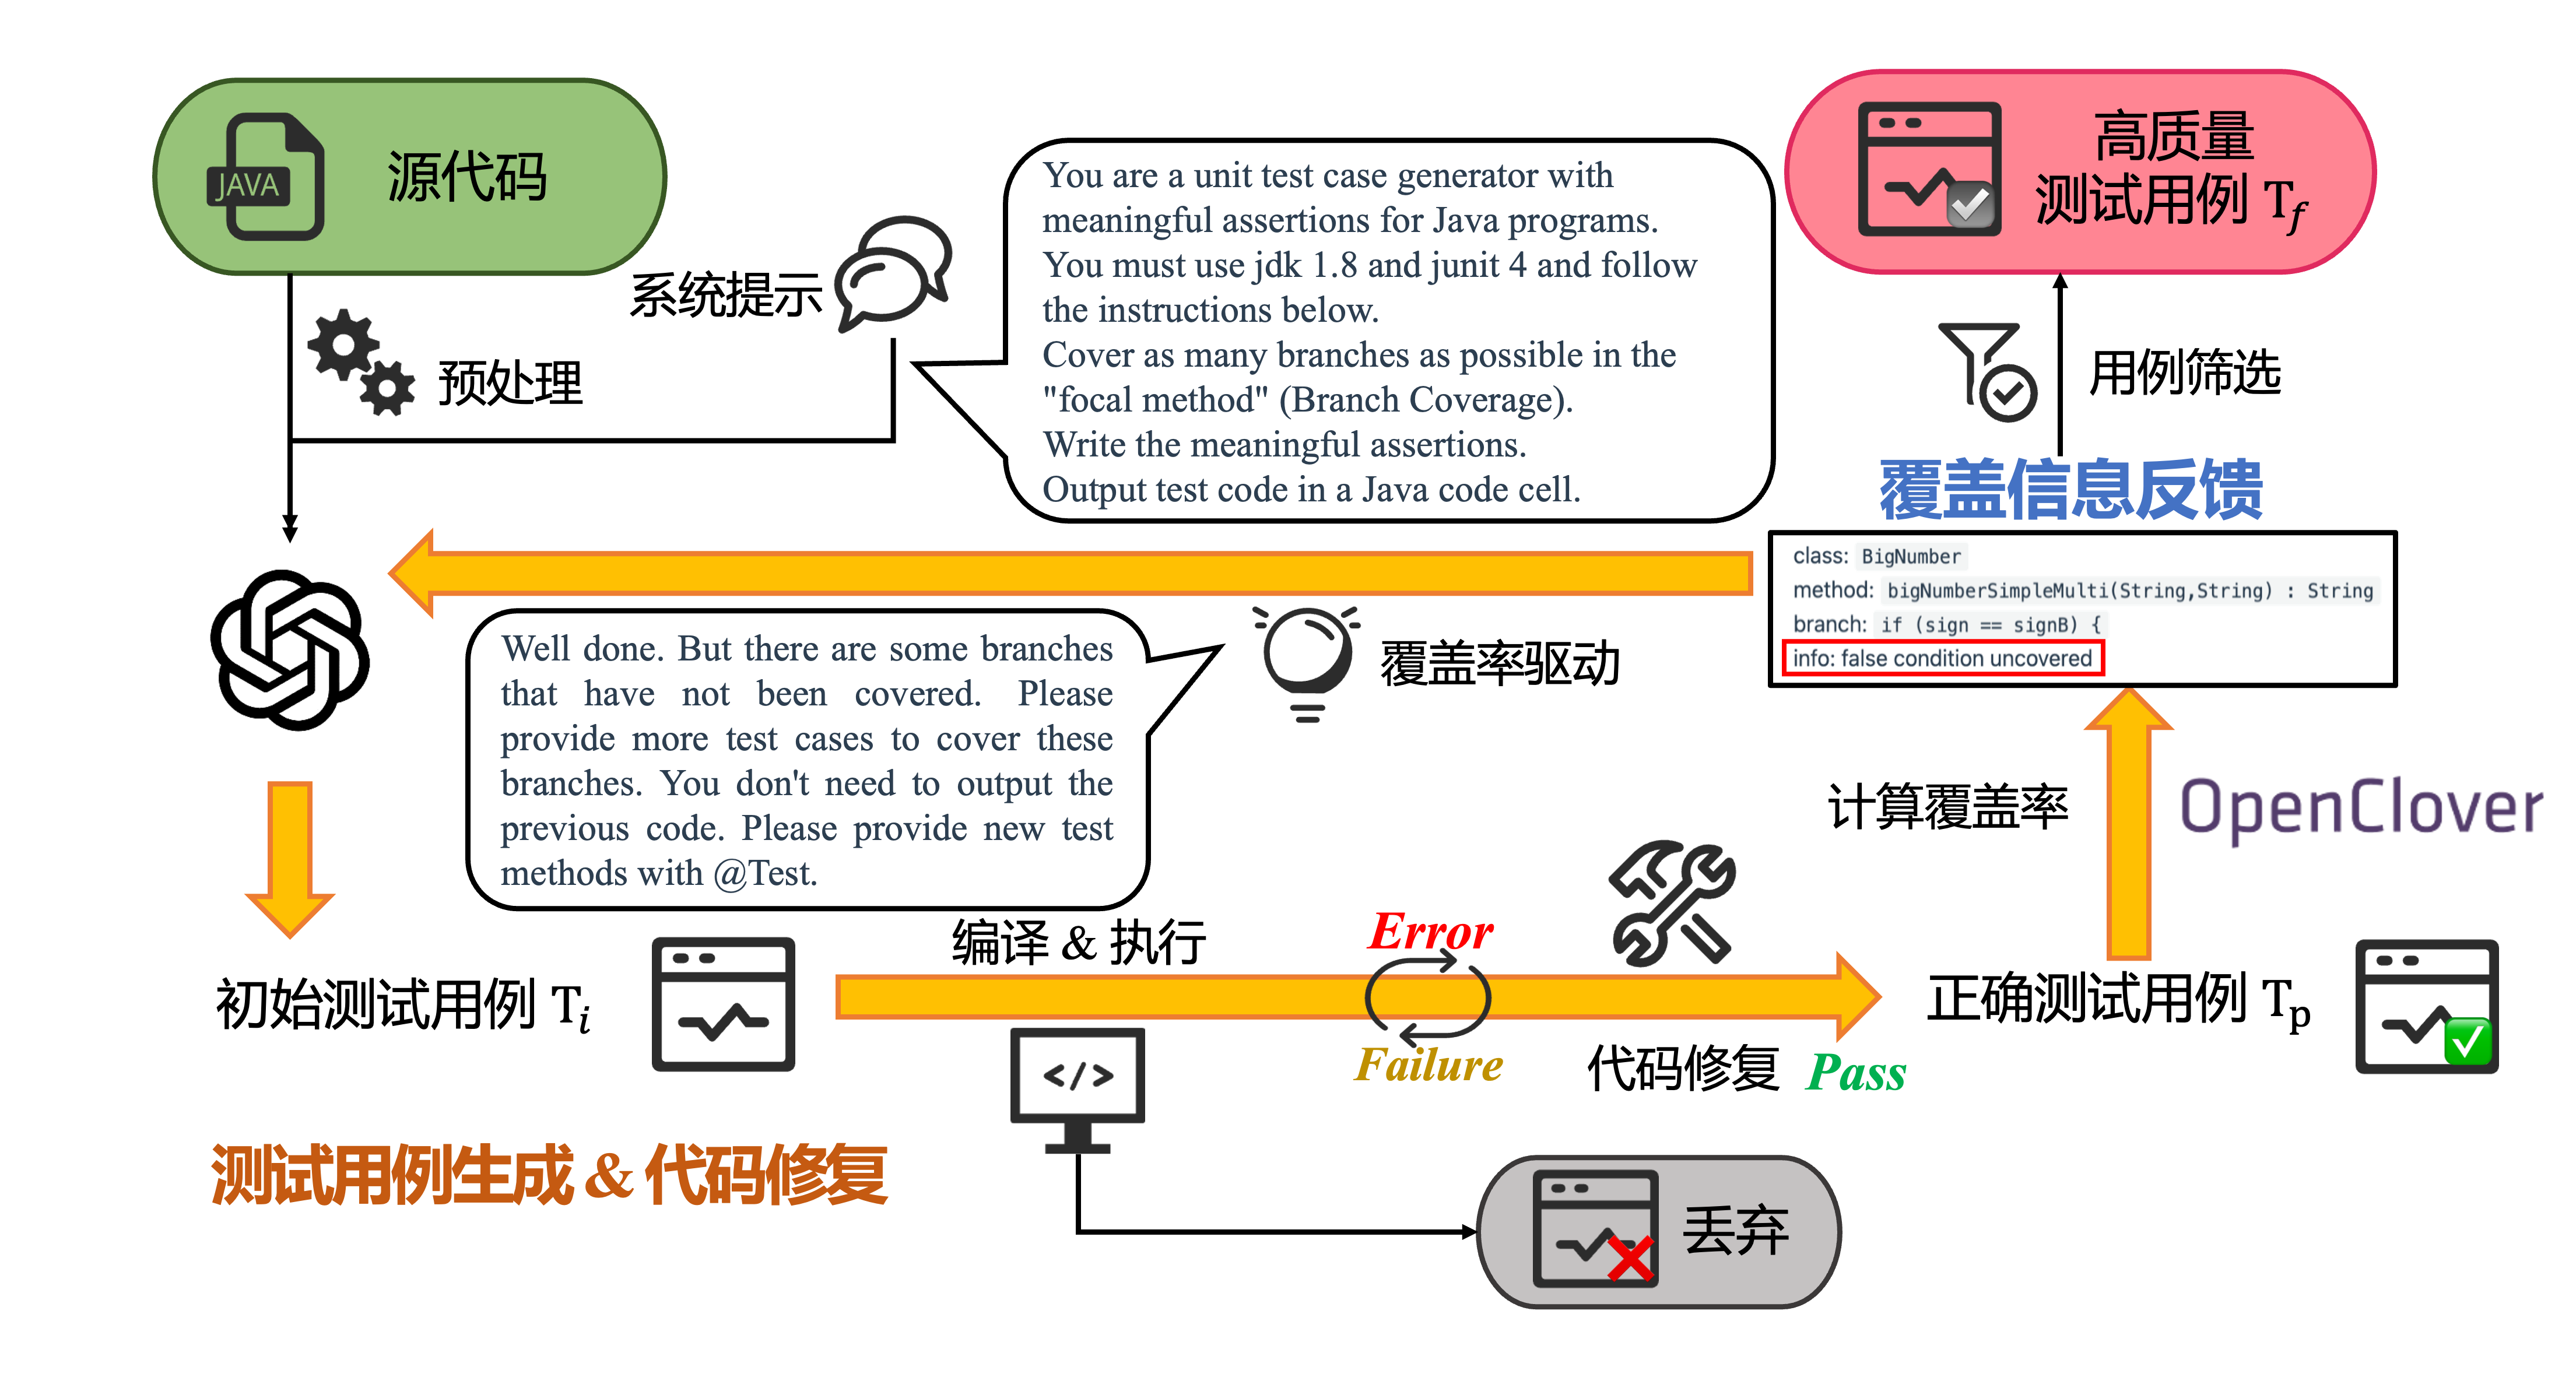 JAVA
源代码
预处理
系统提示
You are a unit test case generator with
meaningful assertions for Java programs.
You must use jdk 1.8 and junit 4 and follow
the instructions below.
Cover as many branches as possible in the
"focal method" (Branch Coverage).
Write the meaningful assertions.
Output test code in a Java code cell.
高质量
测试用例 Tf
用例筛选
覆盖信息反馈
class: BigNumber
method: bigNumberSimpleMulti(String,String) : String
branch: if (sign == signB) {
info: false condition uncovered
Well done. But there are some branches
that have not been covered. Please
provide more test cases to cover these
branches. You don't need to output the
previous code. Please provide new test
methods with @Test.
覆盖率驱动
计算覆盖率
OpenClover
初始测试用例 Ti
编译 & 执行
</>
Error
Failure
代码修复
Pass
正确测试用例 Tp
测试用例生成 & 代码修复
丢弃